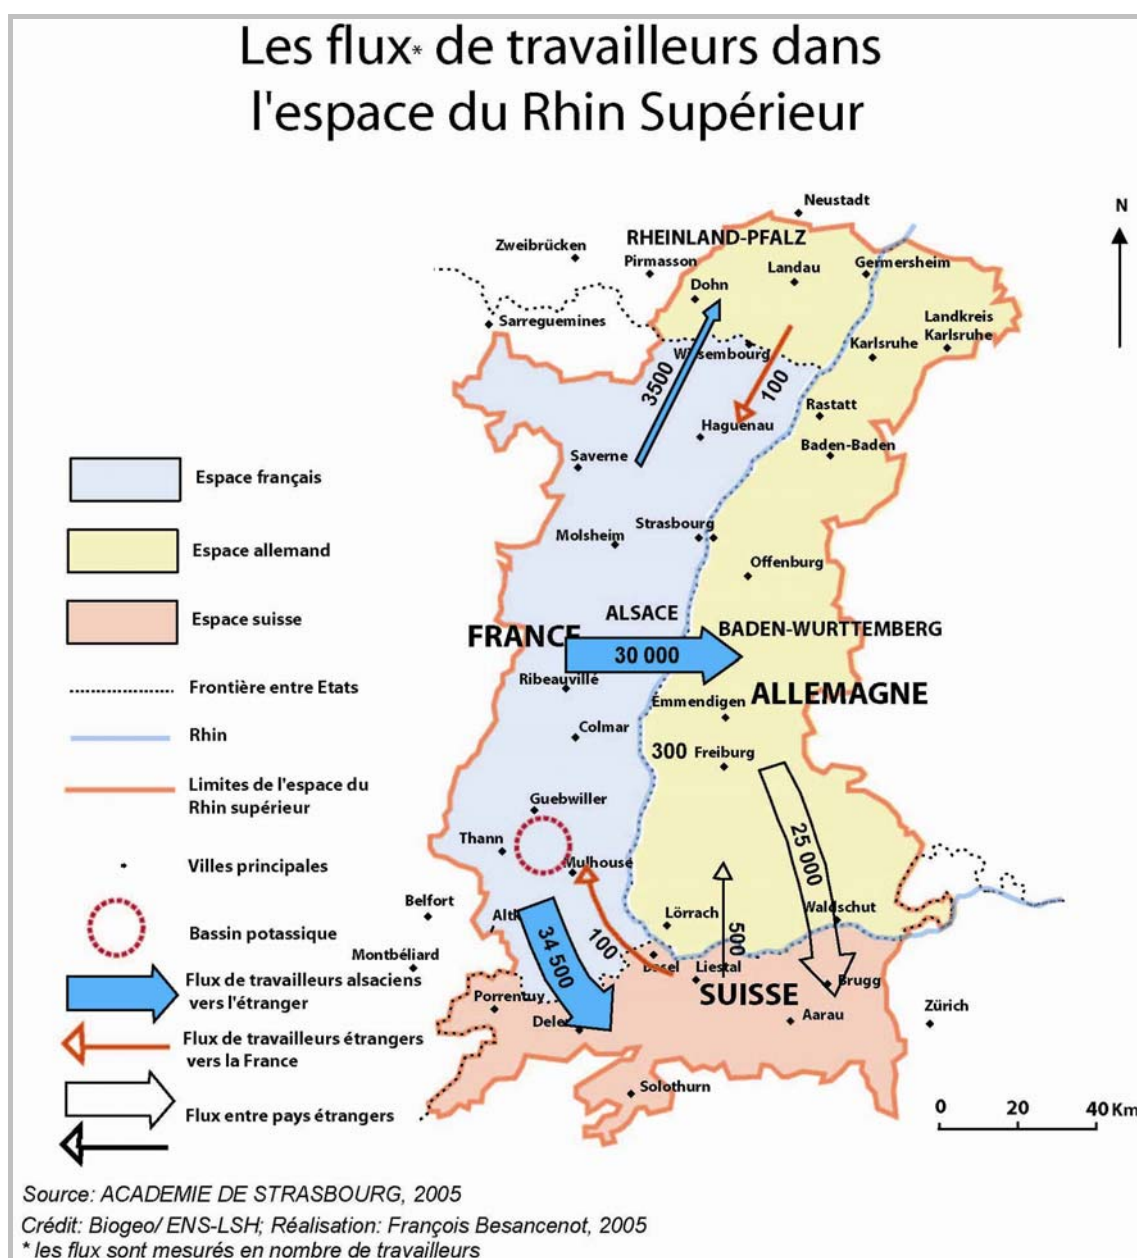 Les flux* de travailleurs dans
l'espace du Rhin Supérieur
N
Neustadt
RHEINLAND-PFALZ
Zweibrücken
Pirmasson
Landau
Germersheim
Dohn
Sarreguemines
Landkreis
Karlsruhe
Karlsruhe
Wissembourg
3500
100
Rastatt
Haguenau
Baden-Baden
Saverne
Espace français
Strasbourg
Molsheim
Espace allemand
Offenburg
Espace suisse
ALSACE
BADEN-WURTTEMBERG
FRANCE
30 000
Ribeauvillé
ALLEMAGNE
Frontière entre Etats
Emmendigen
Rhin
Colmar
300
Freiburg
Limites de l'espace du
Rhin supérieur
Guebwiller
25 000
Thann
Villes principales
Mulhouse
Belfort
Altk
Lörrach
Waldschut
Bassin potassique
34 500
100
500
Montbéliard
Basel
Liestal
Flux de travailleurs alsaciens
vers l'étranger
SUISSE
Brugg
Porrentuy
Zürich
Delem
Aarau
Flux de travailleurs étrangers
vers la France
Solothurn
Flux entre pays étrangers
0 20 40 Km
Source: ACADEMIE DE STRASBOURG, 2005
Crédit: Biogeo/ ENS-LSH; Réalisation: François Besancenot, 2005
* les flux sont mesurés en nombre de travailleurs